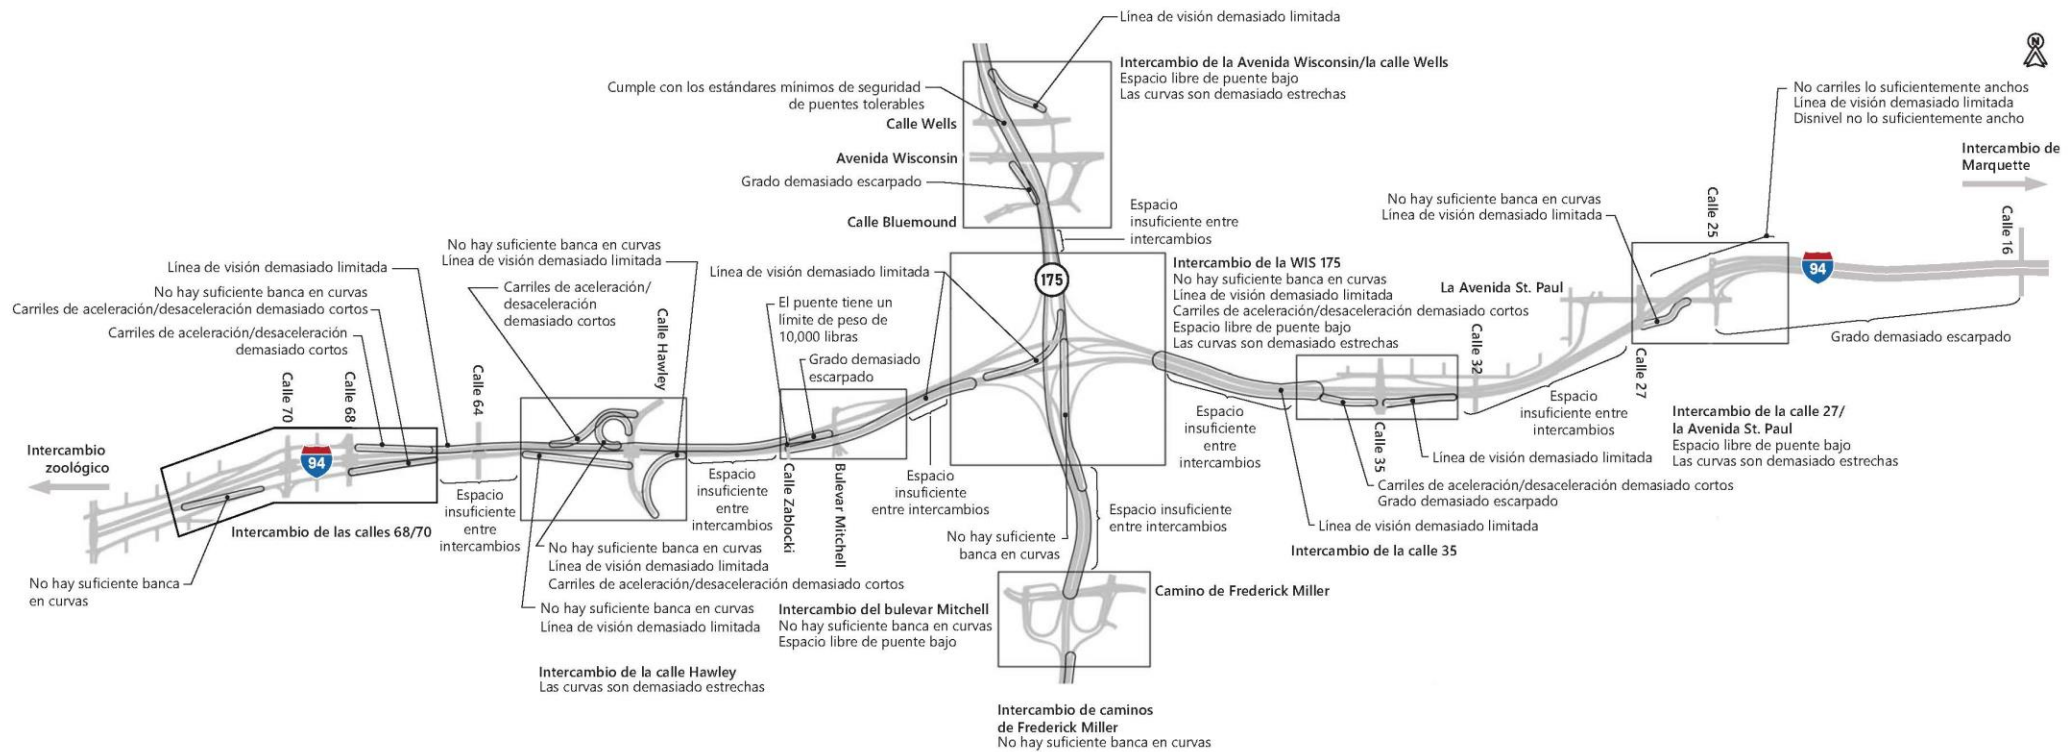 Línea de visión demasiado limitada
Intercambio de la Avenida Wisconsin/la calle Wells
Espacio libre de puente bajo
Las curvas son demasiado estrechas
Cumple con los estándares mínimos de seguridad
de puentes tolerables
Calle Wells
Avenida Wisconsin
Grado demasiado escarpado
Calle Bluemound
Espacio
insuficiente entre
intercambios
N
No carriles lo suficientemente anchos
Línea de visión demasiado limitada
Disnivel no lo suficientemente ancho
Intercambio de
Marquette
No hay suficiente banca en curvas
Línea de visión demasiado limitada
Calle 25
Calle 16
94
La Avenida St. Paul
Grado demasiado escarpado
Calle 27
Calle 32
Espacio
insuficiente entre
intercambios
Intercambio de la calle 27/
la Avenida St. Paul
Espacio libre de puente bajo
Las curvas son demasiado estrechas
175
Intercambio de la WIS 175
No hay suficiente banca en curvas
Línea de visión demasiado limitada
Carriles de aceleración/desaceleración demasiado cortos
Espacio libre de puente bajo
Las curvas son demasiado estrechas
Espacio
insuficiente
entre
intercambios
Calle 35
Línea de visión demasiado limitada
Carriles de aceleración/desaceleración demasiado cortos
Grado demasiado escarpado
Línea de visión demasiado limitada
Intercambio de la calle 35
Línea de visión demasiado limitada
El puente tiene un
límite de peso de
10,000 libras
Grado demasiado
escarpado
No hay suficiente banca en curvas
Línea de visión demasiado limitada
Carriles de aceleración/
desaceleración
demasiado cortos
Calle Hawley
Línea de visión demasiado limitada
No hay suficiente banca en curvas
Carriles de aceleración/desaceleración demasiado cortos
Carriles de aceleración/desaceleración
demasiado cortos
Calle 70
Calle 68
Calle 64
Intercambio
zoológico
94
Intercambio de las calles 68/70
No hay suficiente banca
en curvas
Espacio
insuficiente
entre
intercambios
Espacio
insuficiente
entre
intercambios
Calle Zablocki
Bulevar Mitchell
Espacio
insuficiente
entre intercambios
No hay suficiente
banca en curvas
Espacio insuficiente
entre intercambios
No hay suficiente banca en curvas
Línea de visión demasiado limitada
Carriles de aceleración/desaceleración demasiado cortos
No hay suficiente banca en curvas
Línea de visión demasiado limitada
Intercambio del bulevar Mitchell
No hay suficiente banca en curvas
Espacio libre de puente bajo
Camino de Frederick Miller
Intercambio de la calle Hawley
Las curvas son demasiado estrechas
Intercambio de caminos
de Frederick Miller
No hay suficiente banca en curvas